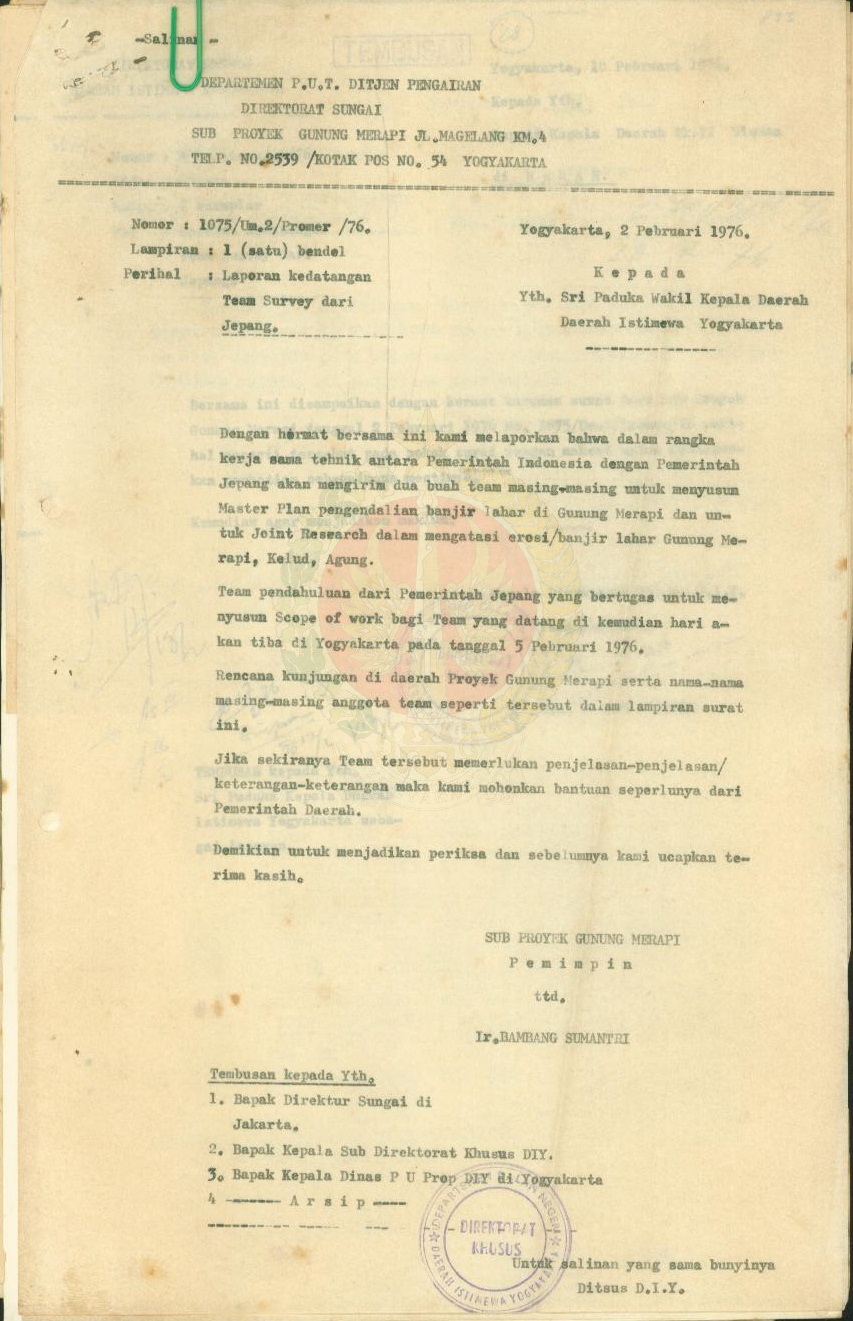 -Salinan -
TEMBUSAN
DEPARTEMEN P.U.T. DITJEN PENGAIRAN
DIREKTORAT SUNGAI
SUB PROYEK GUNUNG MERAPI JL.MAGELANG KM.4
TELP. NO.2539 /KOTAK POS NO. 54 YOGYAKARTA
Nomor : 1075/Um.2/Promer /76.
Lampiran : 1 (satu) bendel
Perihal : Laporan kedatangan
Team Survey dari
Jepang.
Yogyakarta, 2 Pebruari 1976.
K e p a d a
Yth. Sri Paduka Wakil Kepala Daerah
Daerah Istimewa Yogyakarta
Dengan hormat bersama ini kami melaporkan bahwa dalam rangka
kerja sama tehnik antara Pemerintah Indonesia dengan Pemerintah
Jepang akan mengirim dua buah team masing-masing untuk menyusun
Master Plan pengendalian banjir lahar di Gunung Merapi dan un-
tuk Joint Research dalam mengatasi erosi/banjir lahar Gunung Me-
rapi, Kelud, Agung.
Team pendahuluan dari Pemerintah Jepang yang bertugas untuk me-
nyusun Scope of work bagi Team yang datang di kemudian hari a-
kan tiba di Yogyakarta pada tanggal 5 Pebruari 1976.
Rencana kunjungan di daerah Proyek Gunung Merapi serta nama-nama
masing-masing anggota team seperti tersebut dalam lampiran surat
ini.
Jika sekiranya Team tersebut memerlukan penjelasan-penjelasan/
keterangan-keterangan maka kami mohonkan bantuan seperlunya dari
Pemerintah Daerah.
Demikian untuk menjadikan periksa dan sebelumnya kami ucapkan te-
rima kasih.
SUB PROYEK GUNUNG MERAPI
P e m i m p i n
ttd.
Ir.BAMBANG SUMANTRI
Tembusan kepada Yth.
1. Bapak Direktur Sungai di
Jakarta.
2. Bapak Kepala Sub Direktorat Khusus DIY.
3. Bapak Kepala Dinas P U Prop DIY di Yogyakarta
4 ------- A r s i p ----
DEPARTEMEN DALAM NEGERI
DIREKTORAT
KHUSUS
DAERAH ISTIMEWA YOGYAKARTA
Untuk salinan yang sama bunyinya
Ditsus D.I.Y.